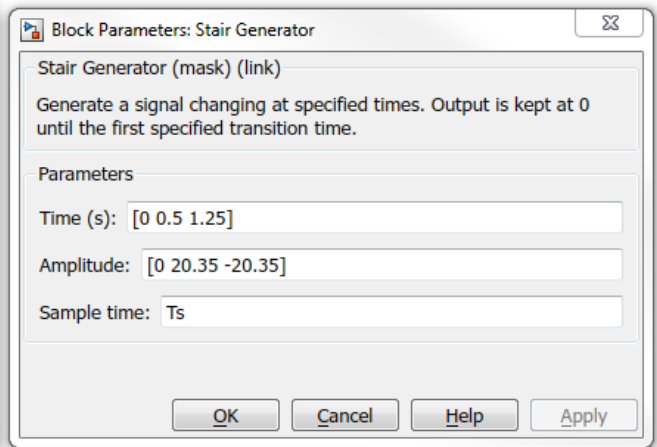 Block Parameters: Stair Generator
Stair Generator (mask) (link)
Generate a signal changing at specified times. Output is kept at 0
until the first specified transition time.
Parameters
Time (s): [0 0.5 1.25]
Amplitude: [0 20.35 -20.35]
Sample time: Ts
OK Cancel Help Apply